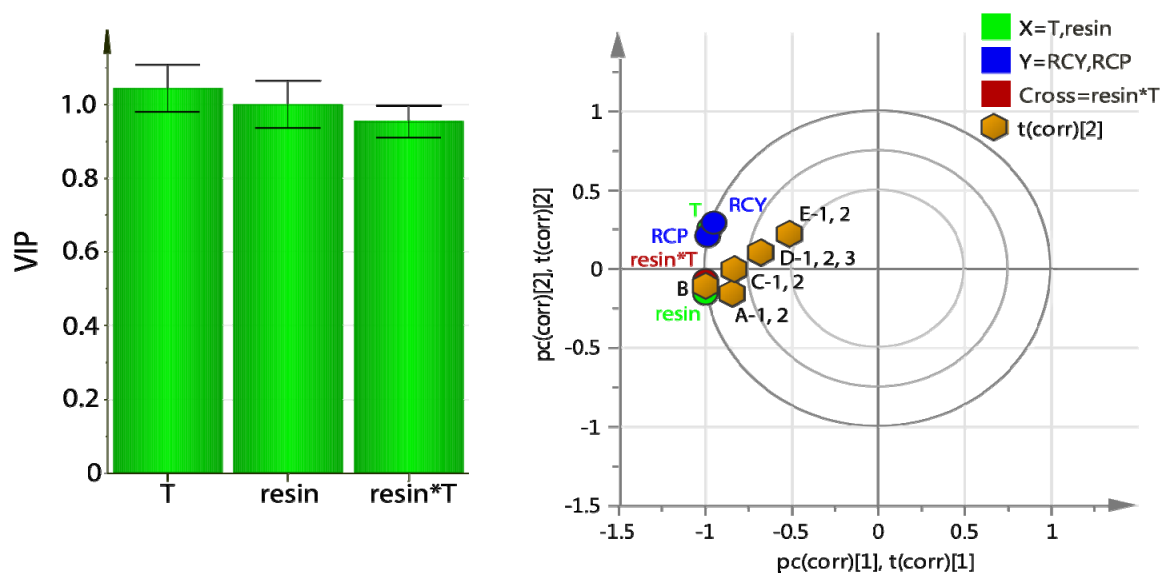 VIP
1.0
0.8
0.6
0.4
0.2
0
T
resin
resin*T
X=T,resin
Y=RCY,RCP
Cross=resin*T
t(corr)[2]
pc(corr)[2], t(corr)[2]
1
0.5
0
-0.5
-1
-1.5
T
RCY
E-1, 2
RCP
D-1, 2, 3
resin*T
C-1, 2
B
A-1, 2
resin
-1.5
-1
-0.5
0
0.5
1
pc(corr)[1], t(corr)[1]